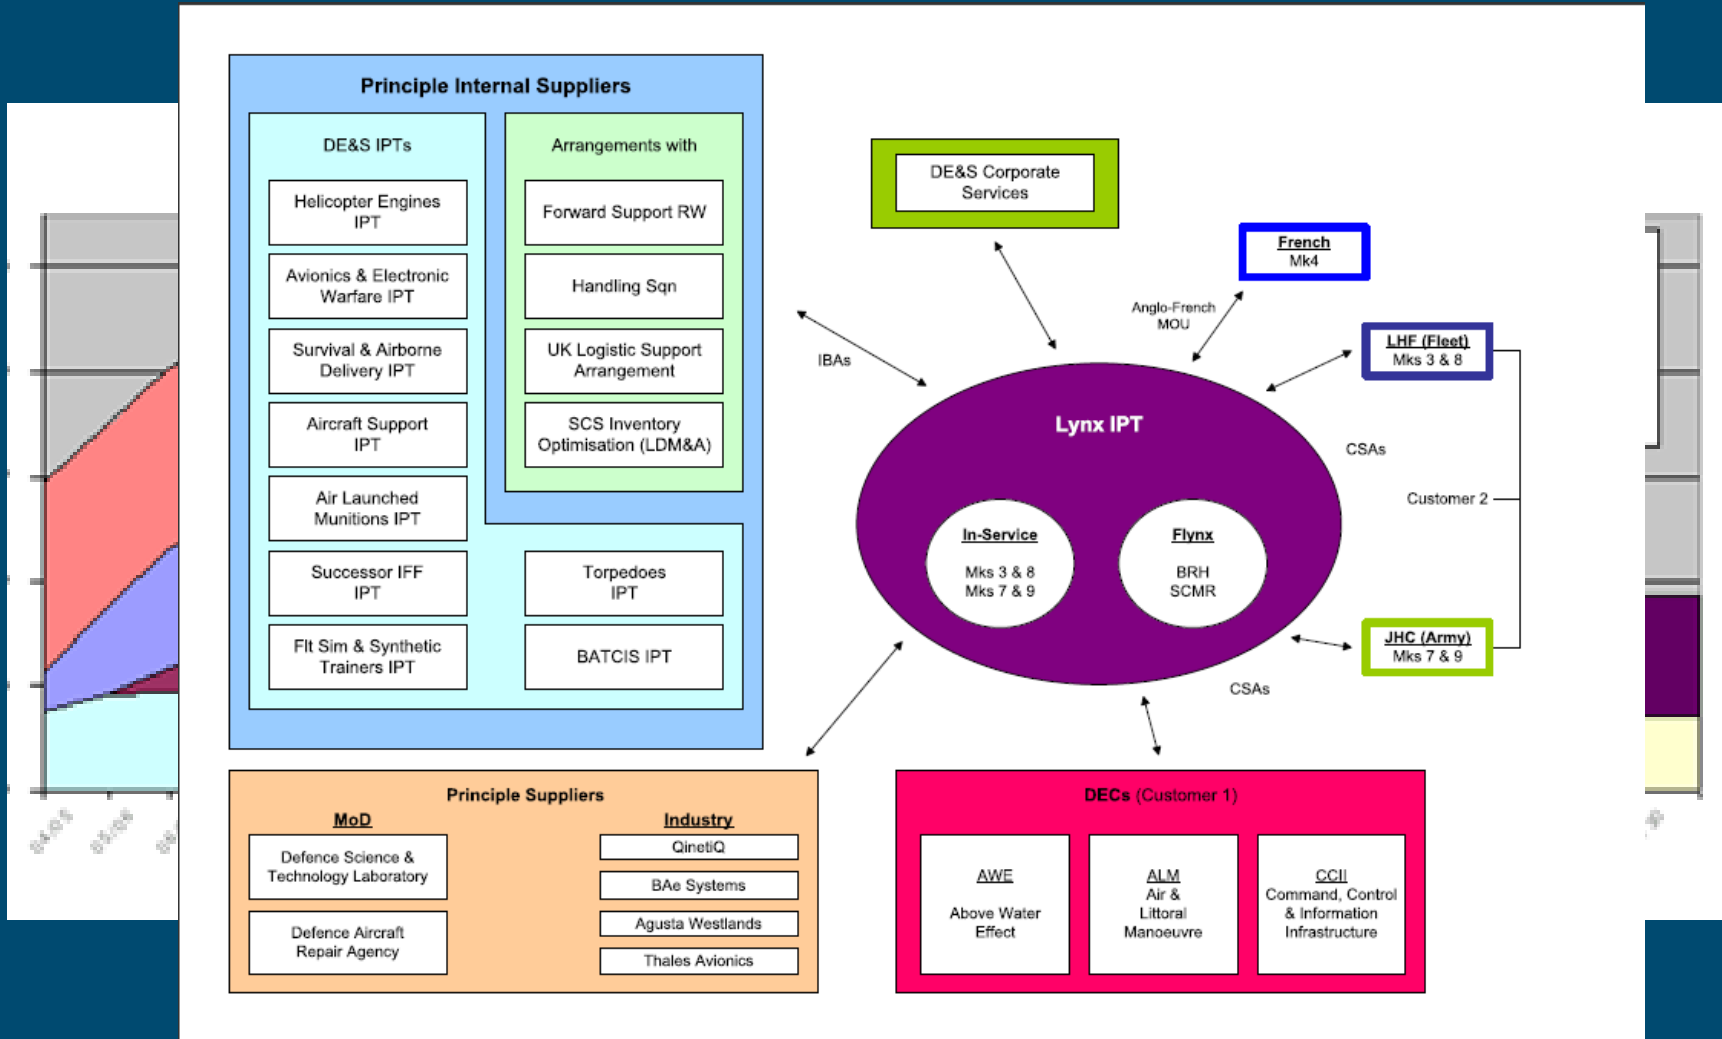 Principle Internal Suppliers
DE&S IPTs
Helicopter Engines
IPT
Avionics & Electronic
Warfare IPT
Survival & Airborne
Delivery IPT
Aircraft Support
IPT
Air Launched
Munitions IPT
Successor IFF
IPT
Flt Sim & Synthetic
Trainers IPT
Arrangements with
Forward Support RW
Handling Sqn
UK Logistic Support
Arrangement
SCS Inventory
Optimisation (LDM&A)
Torpedoes
IPT
BATCIS IPT
DE&S Corporate
Services
French
Mk4
Anglo-French
MOU
IBAs
LHF (Fleet)
Mks 3 & 8
CSAs
Customer 2
Lynx IPT
In-Service
Mks 3 & 8
Mks 7 & 9
Flynx
BRH
SCMR
JHC (Army)
Mks 7 & 9
CSAs
Principle Suppliers
MoD
Defence Science &
Technology Laboratory
Defence Aircraft
Repair Agency
Industry
QinetiQ
BAe Systems
Agusta Westlands
Thales Avionics
DECs (Customer 1)
AWE
Above Water
Effect
ALM
Air &
Littoral
Manoeuvre
CCII
Command, Control
& Information
Infrastructure
04/05
05/06